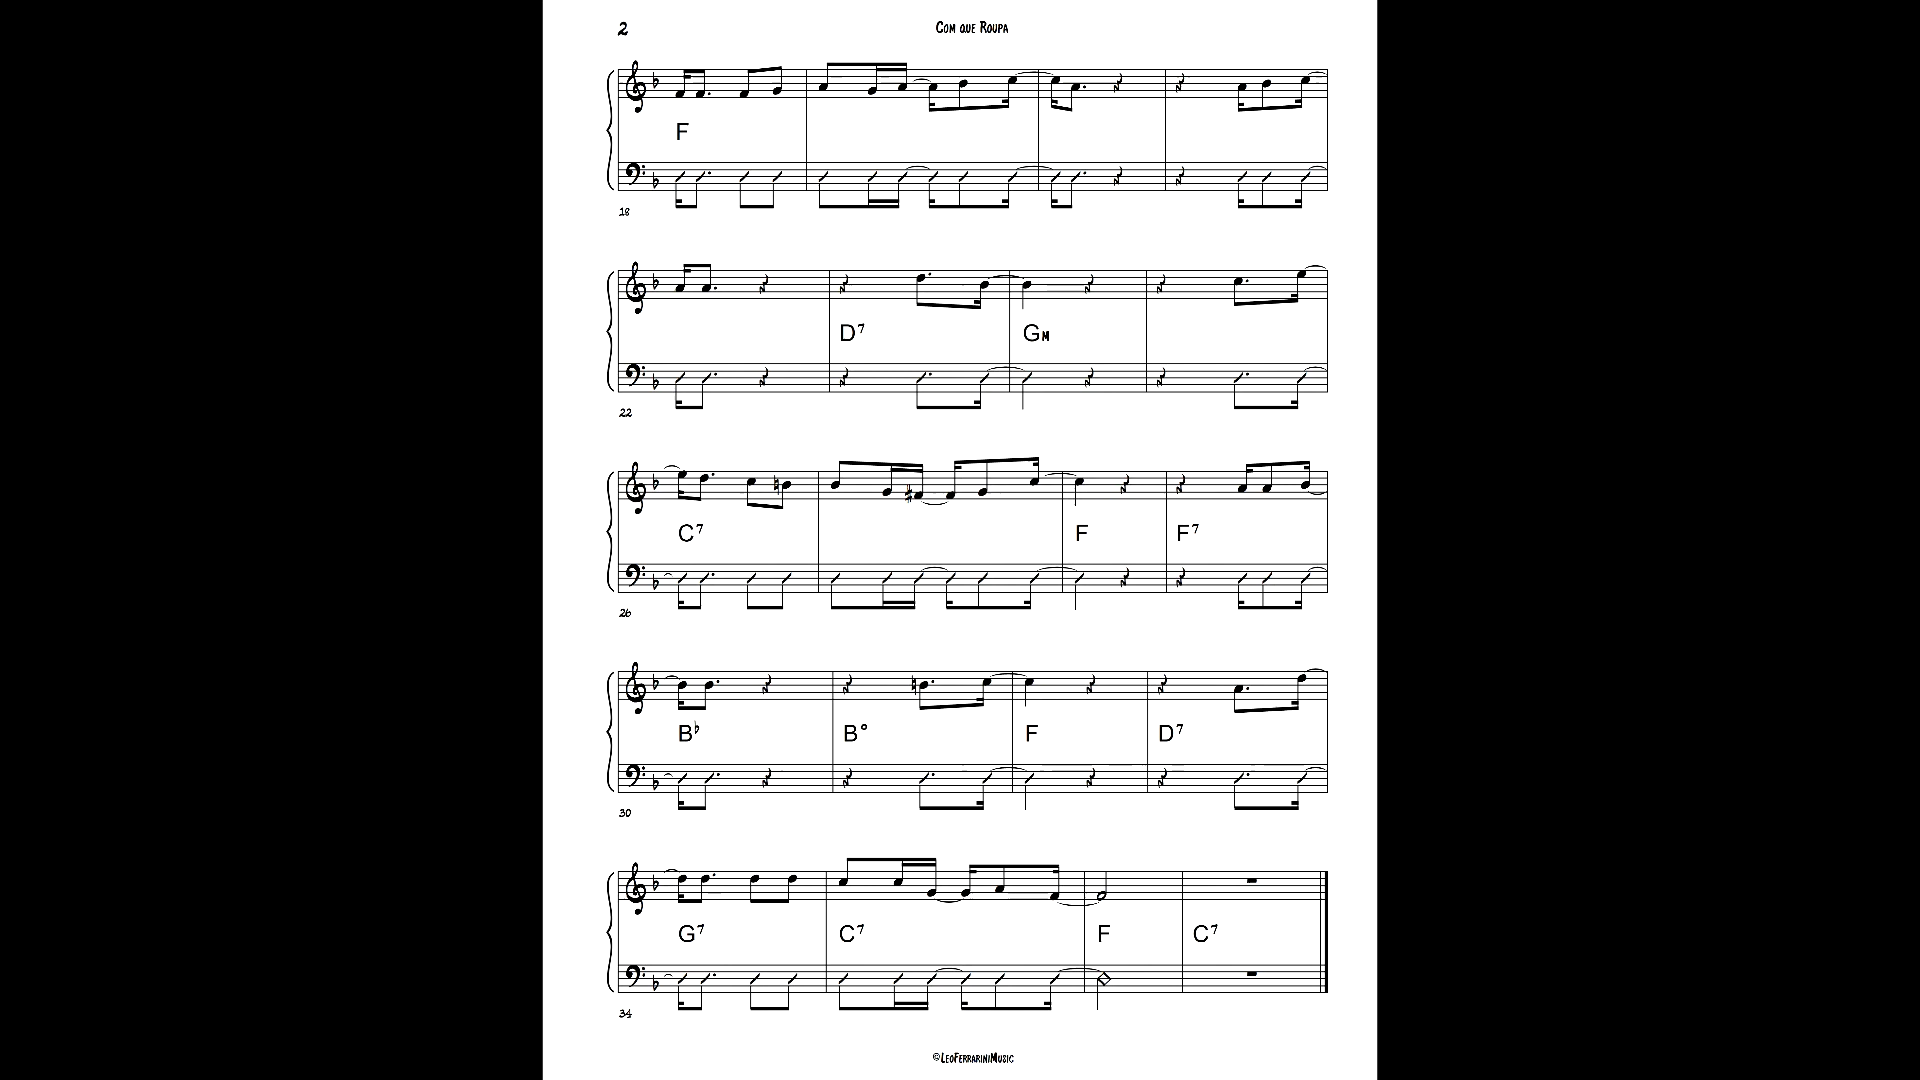 2 Com que Roupa
F
18
D7 Gm
22
C7 F F7
26
B♭ B° F D7
30
G7 C7 F C7
34
©LeoFerrariniMusic